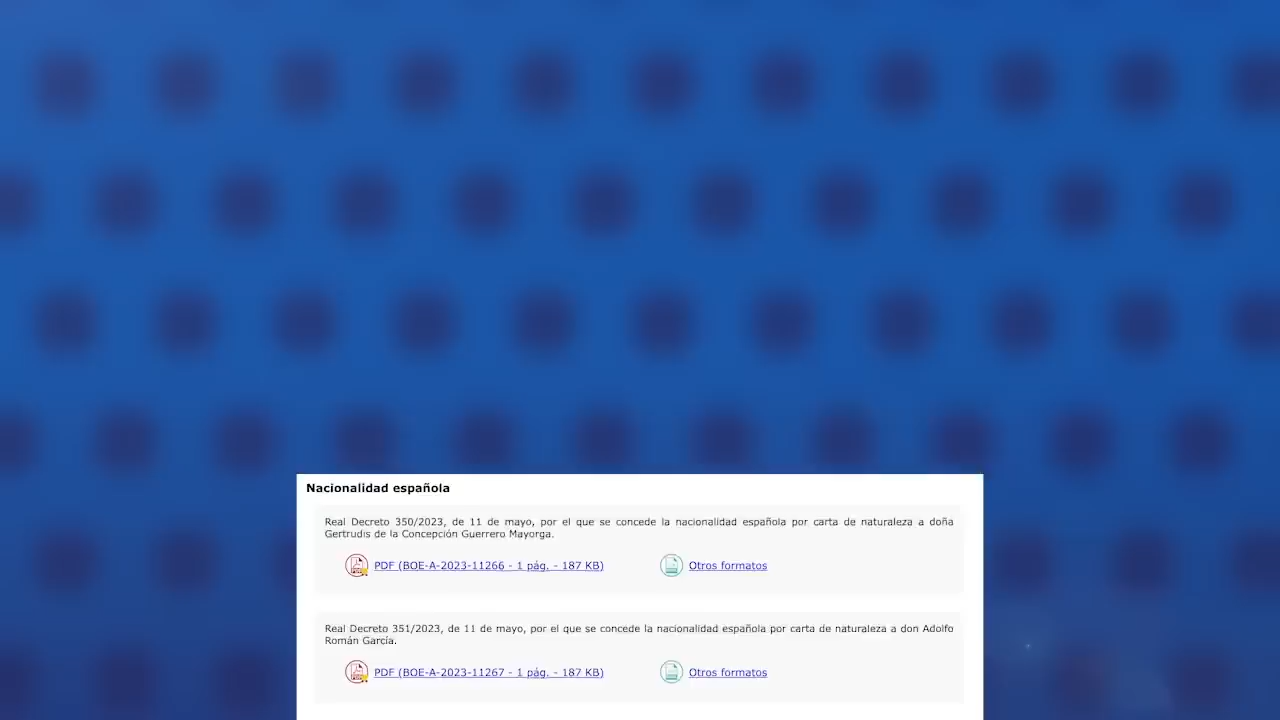 Nacionalidad española
Real Decreto 350/2023, de 11 de mayo, por el que se concede la nacionalidad española por carta de naturaleza a doña
Gertrudis de la Concepción Guerrero Mayorga.
PDF (BOE-A-2023-11266 - 1 pág. - 187 KB)
Otros formatos
Real Decreto 351/2023, de 11 de mayo, por el que se concede la nacionalidad española por carta de naturaleza a don Adolfo
Román García.
PDF (BOE-A-2023-11267 - 1 pág. - 187 KB)
Otros formatos